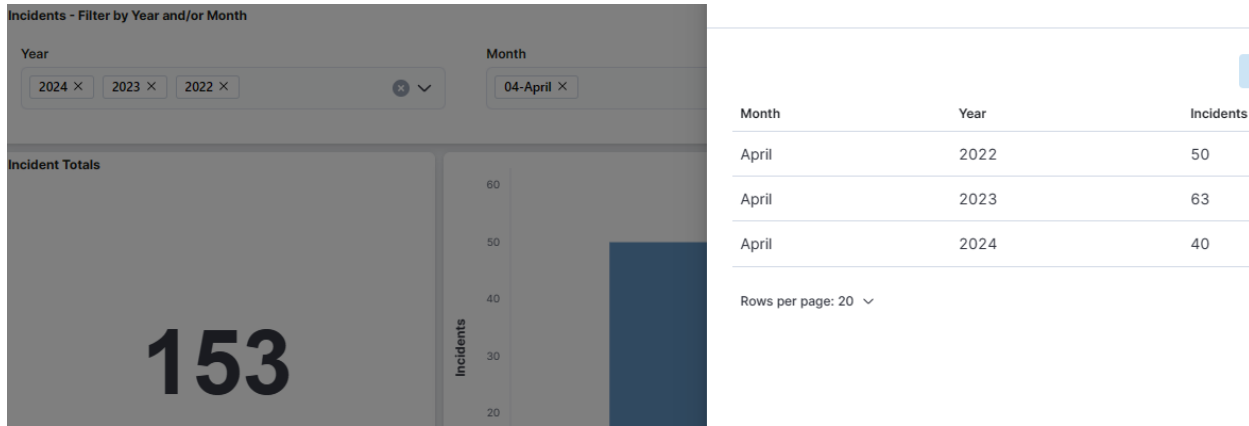 Incidents - Filter by Year and/or Month
Year
2024 × 2023 × 2022 ×
Month
04-April ×
Incident Totals
153
60
50
40
30
20
Incidents
Month Year Incidents
April 2022 50
April 2023 63
April 2024 40
Rows per page: 20